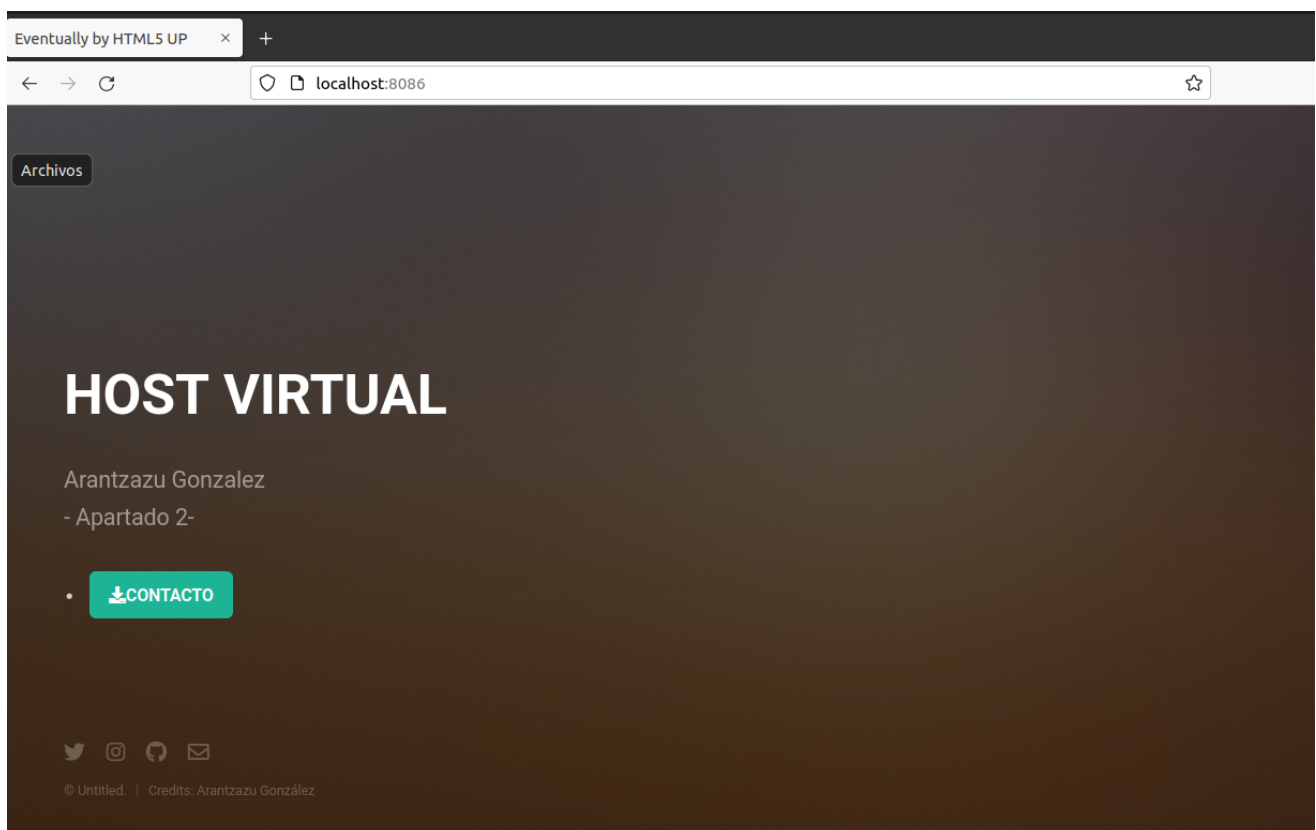 Eventually by HTML5 UP
localhost:8086
Archivos
HOST VIRTUAL
Arantzazu Gonzalez
- Apartado 2-
CONTACTO
© Untitled. | Credits: Arantzazu González